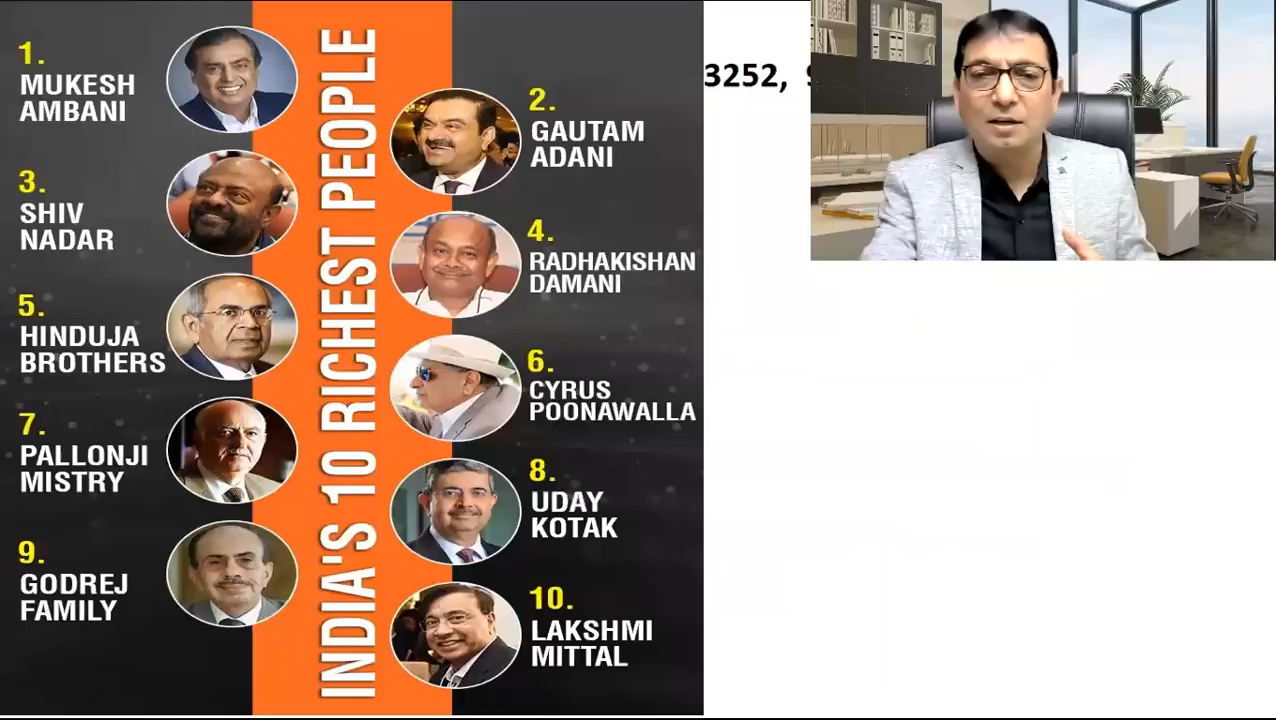 INDIA'S 10 RICHEST PEOPLE
1.
MUKESH
AMBANI
2.
GAUTAM
ADANI
3.
SHIV
NADAR
4.
RADHAKISHAN
DAMANI
5.
HINDUJA
BROTHERS
6.
CYRUS
POONAWALLA
7.
PALLONJI
MISTRY
8.
UDAY
KOTAK
9.
GODREJ
FAMILY
10.
LAKSHMI
MITTAL
3252,